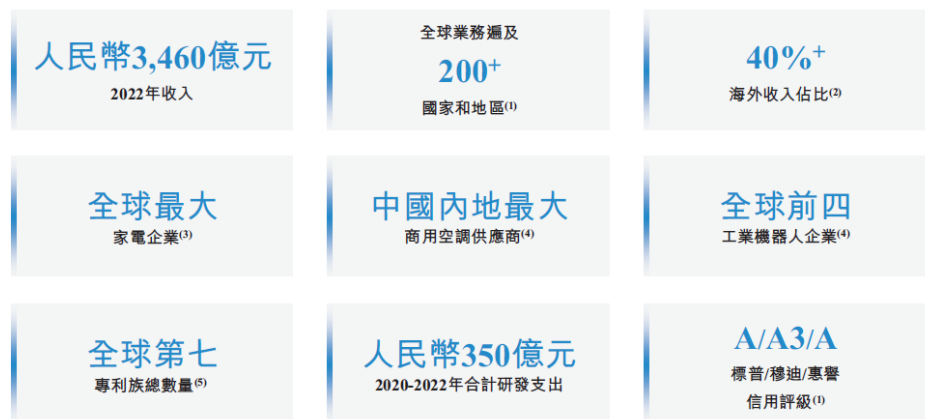 人民幣3,460億元
2022年收入
全球業務遍及
200+
國家和地區(1)
40%+
海外收入佔比(2)
全球最大
家電企業(3)
中國內地最大
商用空調供應商(4)
全球前四
工業機器人企業(4)
全球第七
專利族總數量(5)
人民幣350億元
2020-2022年合計研發支出
A/A3/A
標普/穆迪/惠譽
信用評級(1)